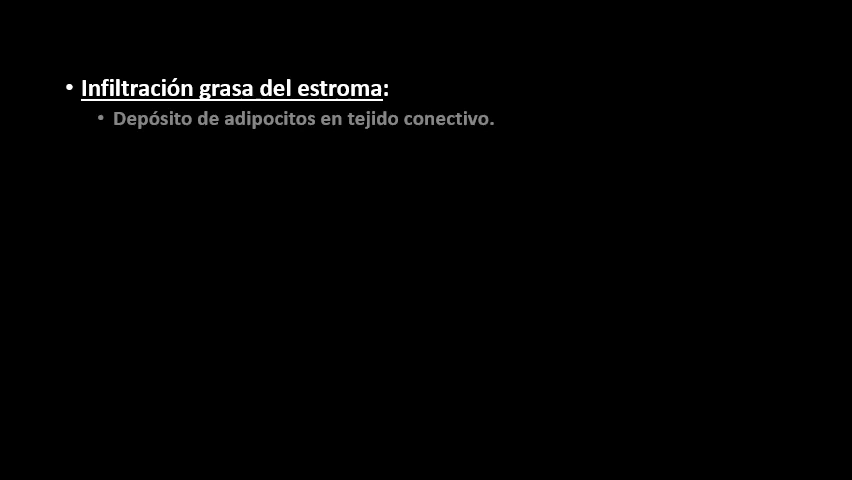 • Infiltración grasa del estroma:
• Depósito de adipocitos en tejido conectivo.